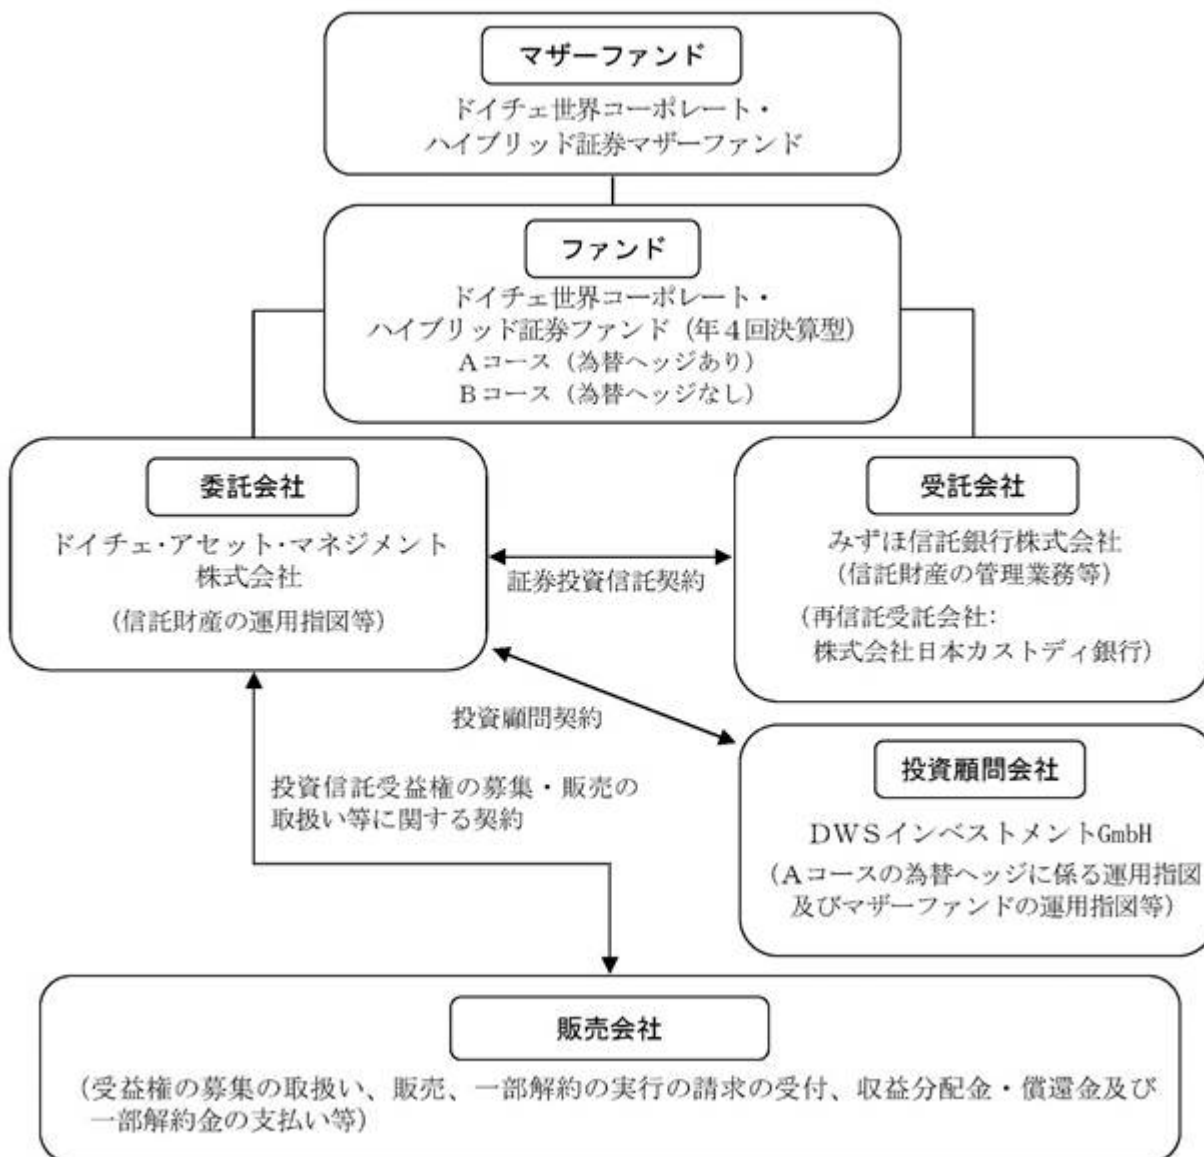 マザーファンド
ドイチェ世界コーポレート・
ハイブリッド証券マザーファンド
ファンド
ドイチェ世界コーポレート・
ハイブリッド証券ファンド（年４回決算型）
Ａコース（為替ヘッジあり）
Ｂコース（為替ヘッジなし）
委託会社
ドイチェ・アセット・マネジメント
株式会社
（信託財産の運用指図等）
証券投資信託契約
受託会社
みずほ信託銀行株式会社
（信託財産の管理業務等）
（再信託受託会社：
株式会社日本カストディ銀行）
投資顧問契約
投資顧問会社
ＤＷＳインベストメントGmbH
（Ａコースの為替ヘッジに係る運用指図
及びマザーファンドの運用指図等）
投資信託受益権の募集・販売の
取扱い等に関する契約
販売会社
（受益権の募集の取扱い、販売、一部解約の実行の請求の受付、収益分配金・償還金及び
一部解約金の支払い等）